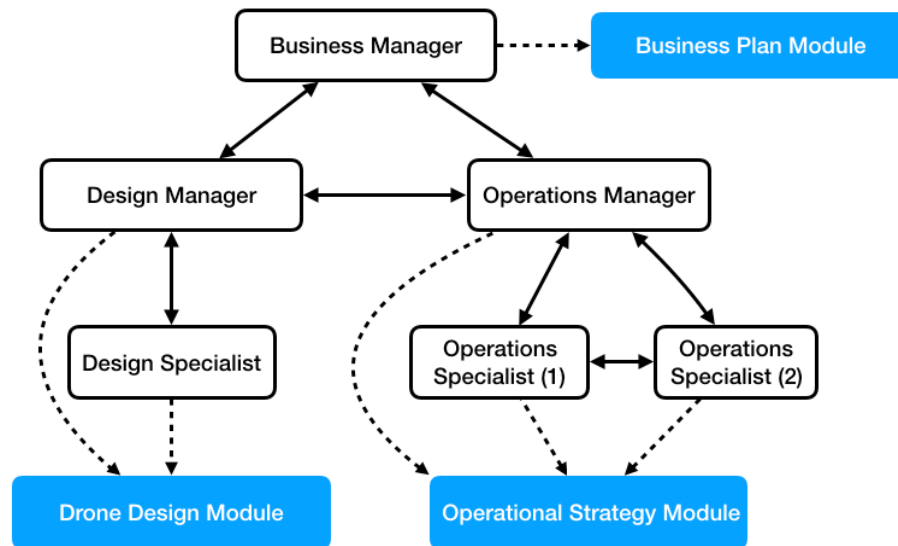 Business Manager
Business Plan Module
Design Manager
Operations Manager
Design Specialist
Operations
Specialist (1)
Operations
Specialist (2)
Drone Design Module
Operational Strategy Module